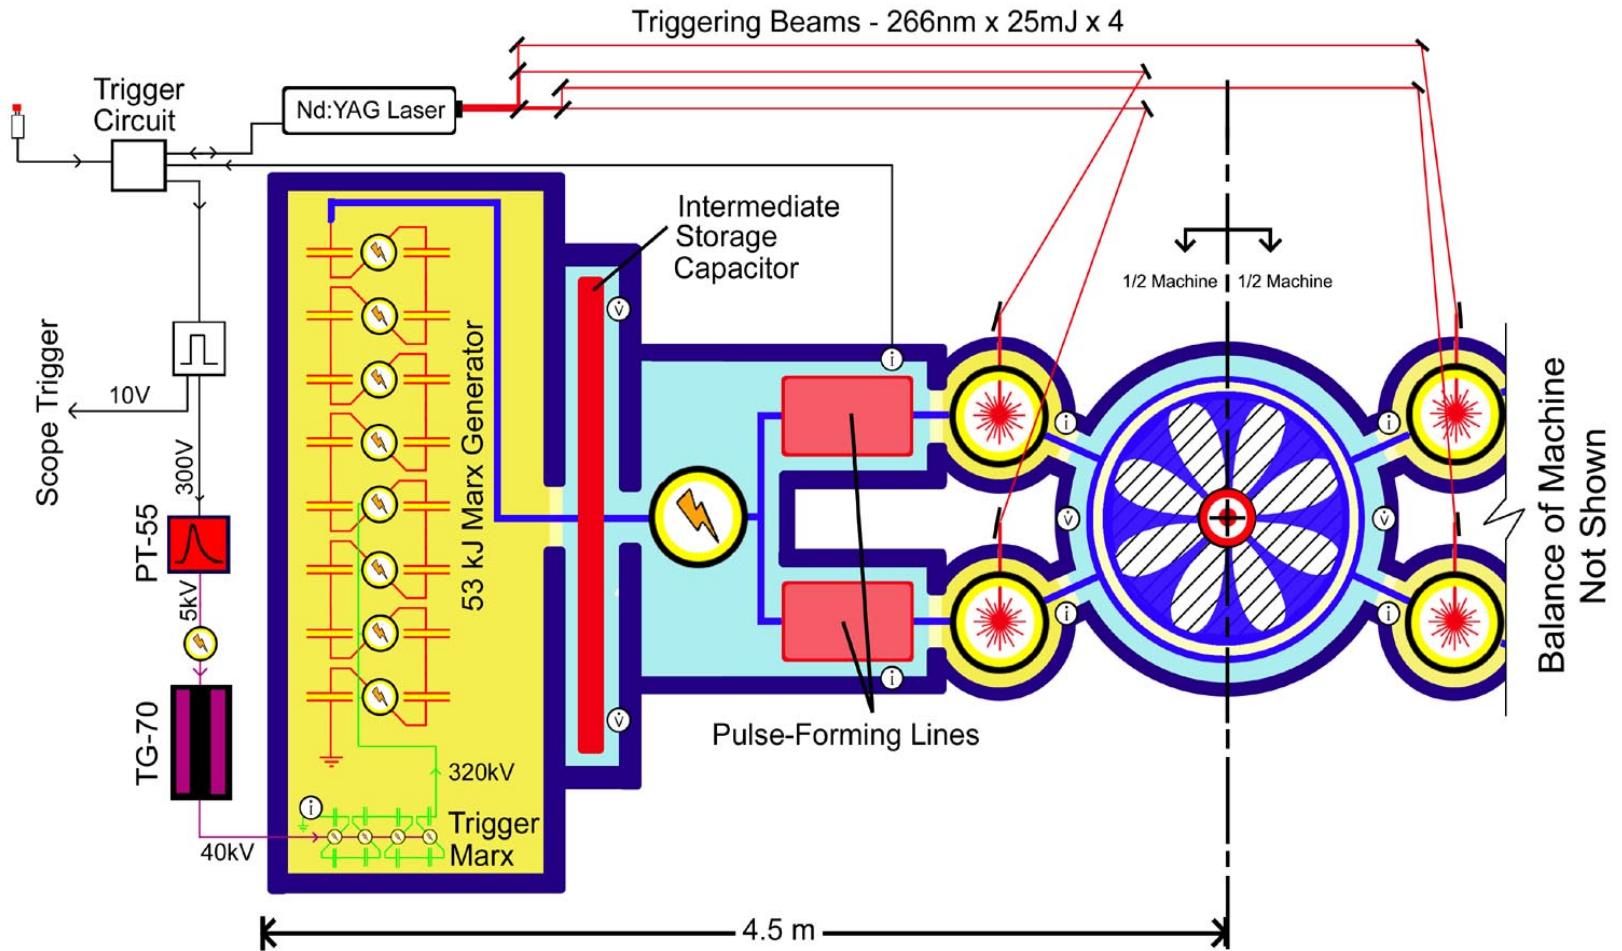 Triggering Beams - 266nm x 25mJ x 4
Trigger
Circuit
Nd:YAG Laser
Intermediate
Storage
Capacitor
1/2 Machine
1/2 Machine
Scope Trigger
10V
300V
PT-55
5kV
TG-70
40kV
53 kJ Marx Generator
320kV
Trigger
Marx
Pulse-Forming Lines
Balance of Machine
Not Shown
4.5 m
i
i
i
i
i
i
i
v̇
v̇
v̇
v̇